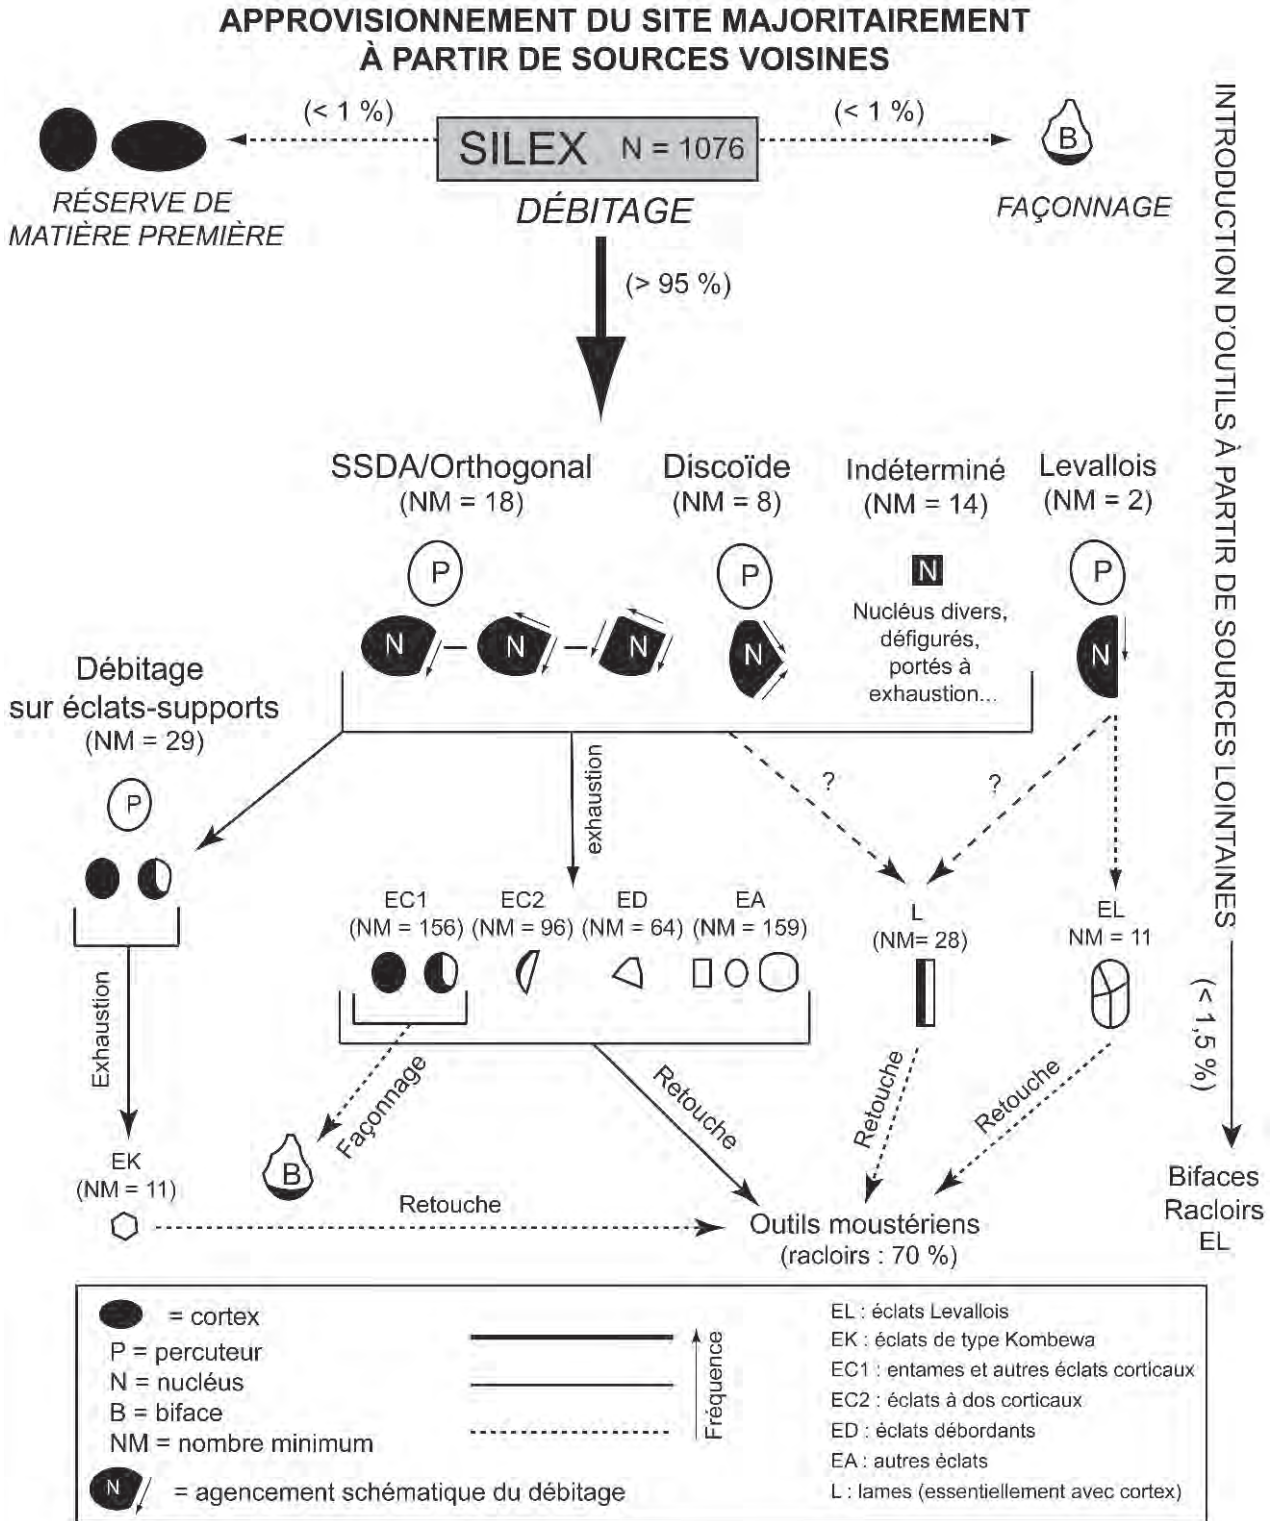 APPROVISIONNEMENT DU SITE MAJORITAIREMENT
À PARTIR DE SOURCES VOISINES
(< 1 %)
SILEX N = 1076
(< 1 %)
B
RÉSERVE DE
MATIÈRE PREMIÈRE
DÉBITAGE
FAÇONNAGE
(> 95 %)
INTRODUCTION D'OUTILS À PARTIR DE SOURCES LOINTAINES
(< 1,5 %)
Bifaces
Racloirs
EL
SSDA/Orthogonal
(NM = 18)
P
N
N
N
Discoïde
(NM = 8)
P
N
Indéterminé
(NM = 14)
N
Nucléus divers,
défigurés,
portés à
exhaustion...
Levallois
(NM = 2)
P
N
Débitage
sur éclats-supports
(NM = 29)
P
exhaustion
?
?
EC1
(NM = 156)
EC2
(NM = 96)
ED
(NM = 64)
EA
(NM = 159)
L
(NM= 28)
EL
NM = 11
Exhaustion
Façonnage
Retouche
Retouche
Retouche
EK
(NM = 11)
B
Retouche
Outils moustériens
(racloirs : 70 %)
= cortex
P = percuteur
N = nucléus
B = biface
NM = nombre minimum
N
= agencement schématique du débitage
Fréquence
EL : éclats Levallois
EK : éclats de type Kombewa
EC1 : entames et autres éclats corticaux
EC2 : éclats à dos corticaux
ED : éclats débordants
EA : autres éclats
L : lames (essentiellement avec cortex)